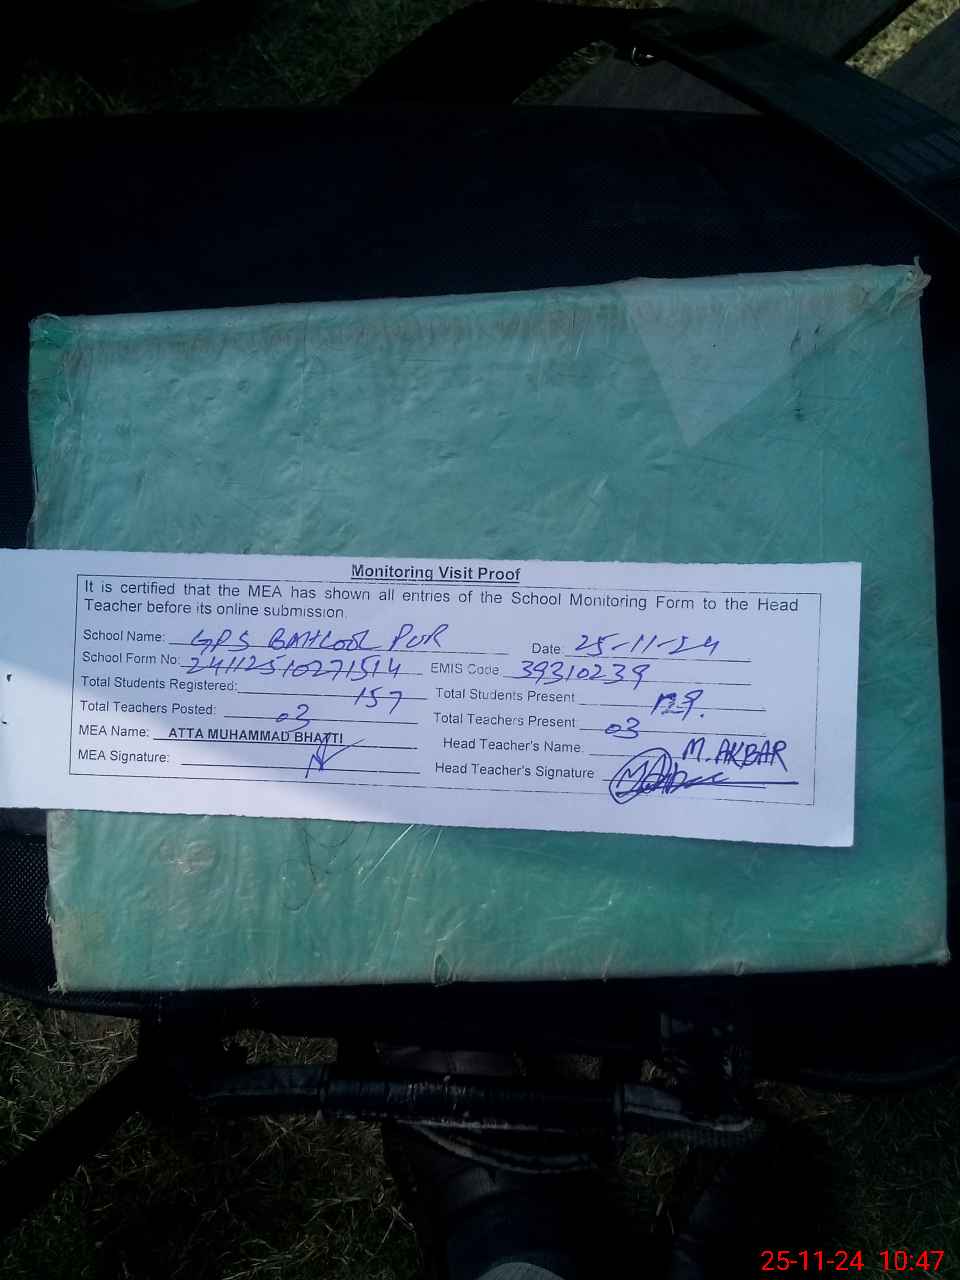 Monitoring Visit Proof
It is certified that the MEA has shown all entries of the School Monitoring Form to the Head
Teacher before its online submission.
School Name: GPS BAHLOOL PUR Date: 25-11-24
School Form No: 24112510271514 EMIS Code: 39310239
Total Students Registered: 157 Total Students Present 129.
Total Teachers Posted: 03 Total Teachers Present: 03
MEA Name: ATTA MUHAMMAD BHATTI Head Teacher's Name: M. AKBAR
MEA Signature: Head Teacher's Signature
25-11-24 10:47